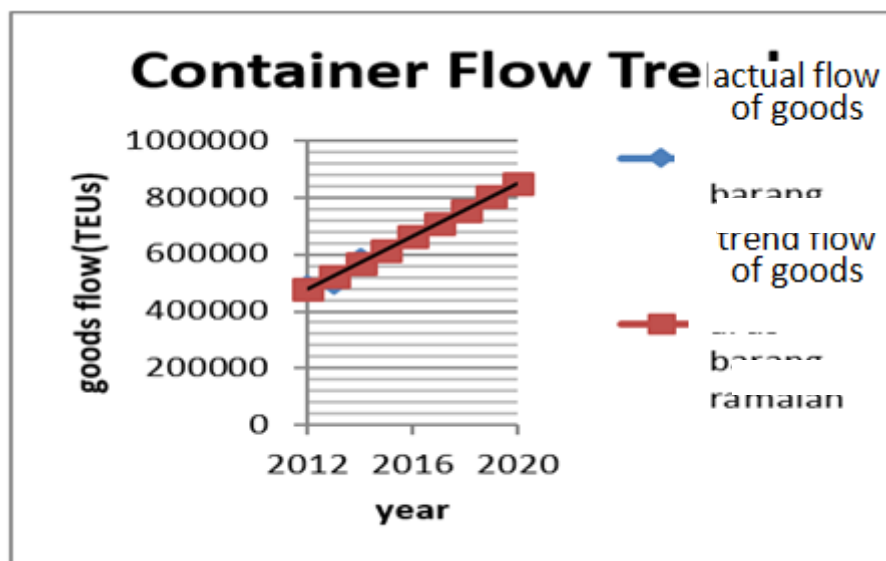 Container Flow Tren
actual flow
of goods
barang
trend flow
of goods
barang
ramalan
goods flow(TEUs)
1000000
800000
600000
400000
200000
0
2012 2016 2020
year